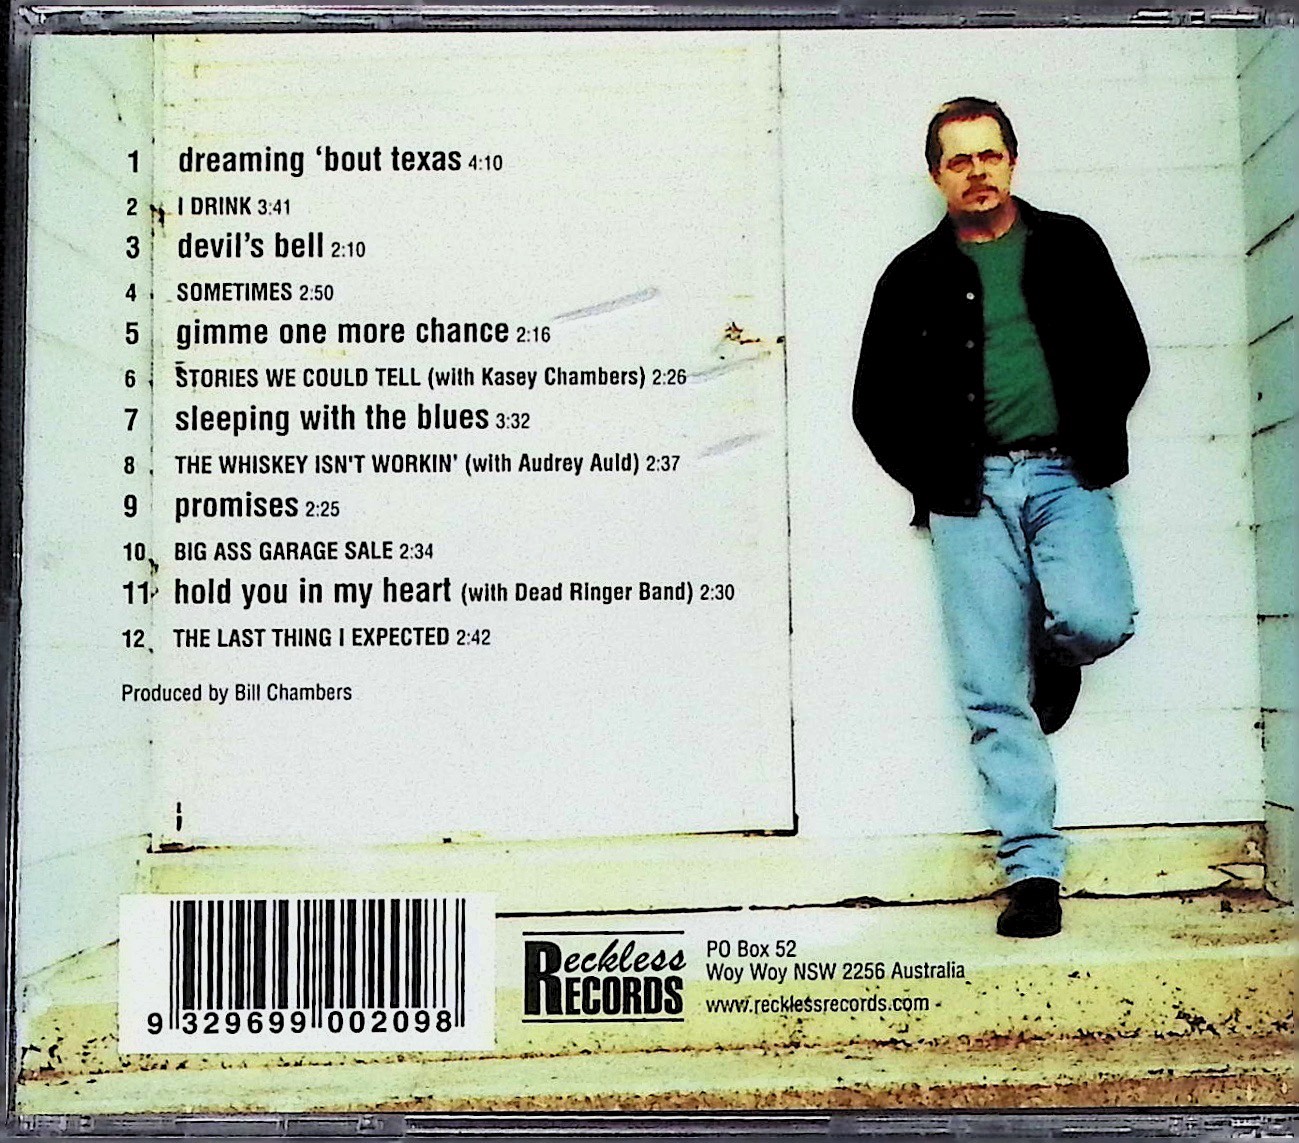 1 dreaming ‘bout texas 4:10
2 I DRINK 3:41
3 devil’s bell 2:10
4 SOMETIMES 2:50
5 gimme one more chance 2:16
6 STORIES WE COULD TELL (with Kasey Chambers) 2:26
7 sleeping with the blues 3:32
8 THE WHISKEY ISN'T WORKIN' (with Audrey Auld) 2:37
9 promises 2:25
10 BIG ASS GARAGE SALE 2:34
11 hold you in my heart (with Dead Ringer Band) 2:30
12 THE LAST THING I EXPECTED 2:42
Produced by Bill Chambers
9 329699 002098
Reckless
RECORDS
PO Box 52
Woy Woy NSW 2256 Australia
www.recklessrecords.com